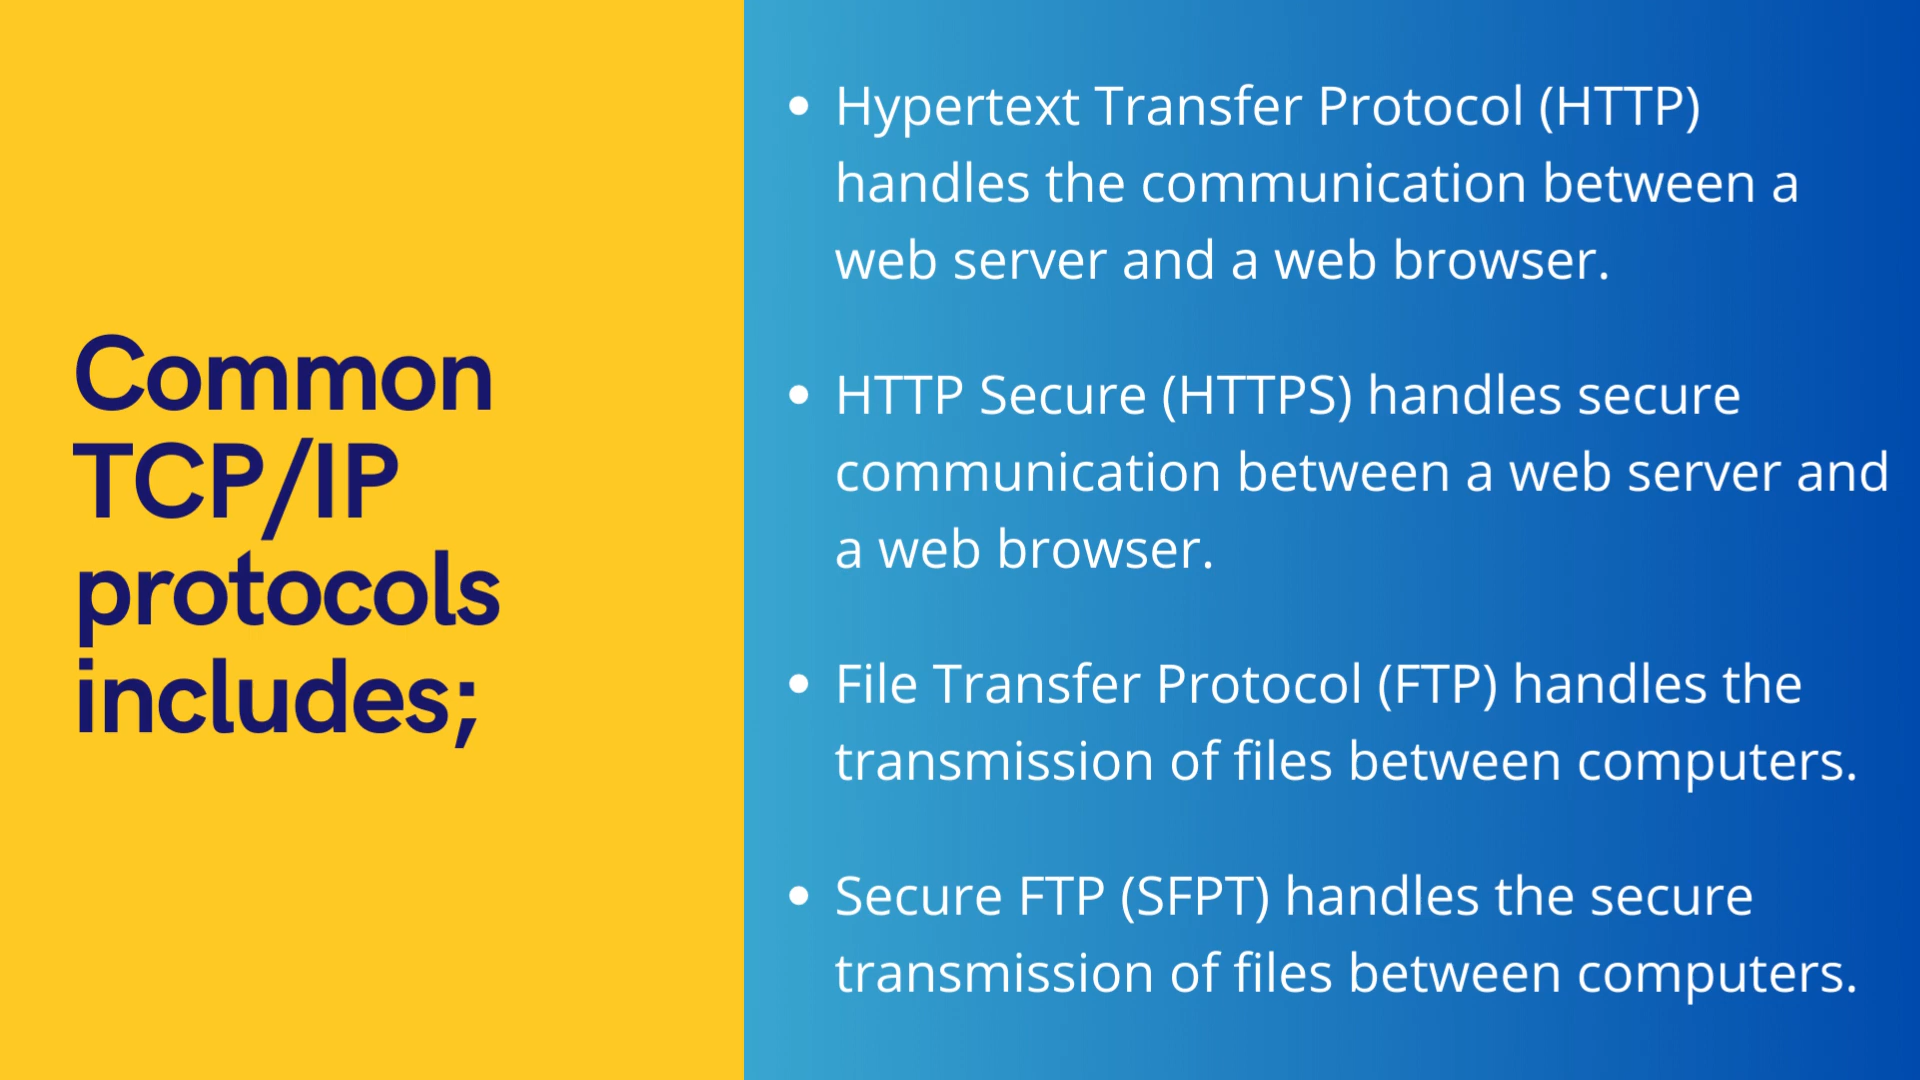 Common
TCP/IP
protocols
includes;
• Hypertext Transfer Protocol (HTTP)
handles the communication between a
web server and a web browser.
• HTTP Secure (HTTPS) handles secure
communication between a web server and
a web browser.
• File Transfer Protocol (FTP) handles the
transmission of files between computers.
• Secure FTP (SFPT) handles the secure
transmission of files between computers.